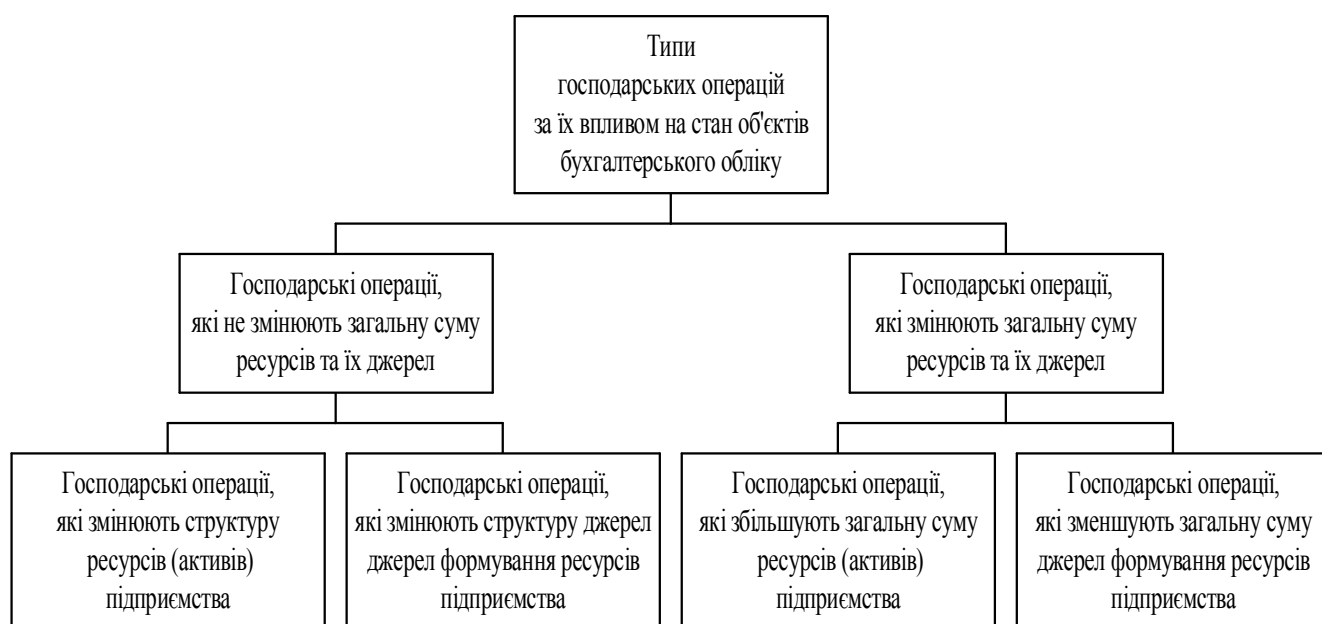 Типи
господарських операцій
за їх впливом на стан об'єктів
бухгалтерського обліку
Господарські операції,
які не змінюють загальну суму
ресурсів та їх джерел
Господарські операції,
які змінюють загальну суму
ресурсів та їх джерел
Господарські операції,
які змінюють структуру
ресурсів (активів)
підприємства
Господарські операції,
які змінюють структуру джерел
джерел формування ресурсів
підприємства
Господарські операції,
які збільшують загальну суму
ресурсів (активів)
підприємства
Господарські операції,
які зменшують загальну суму
джерел формування ресурсів
підприємства